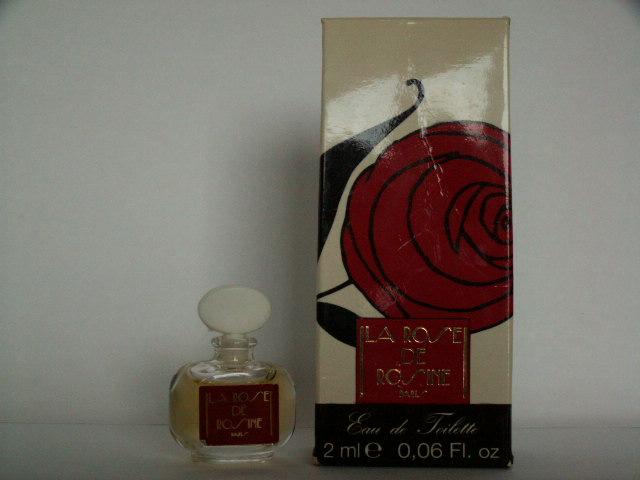 LA ROSE
DE
ROSINE
PARIS
LA ROSE
DE
ROSINE
PARIS
Eau de Toilette
2 ml e 0,06 Fl. oz